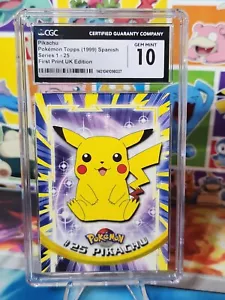 CGC
CERTIFIED GUARANTY COMPANY
Pikachu
Pokémon Topps (1999) Spanish
Series 1 - 25
First Print UK Edition
GEM MINT
10
POKéMON
#25 PIKACHU